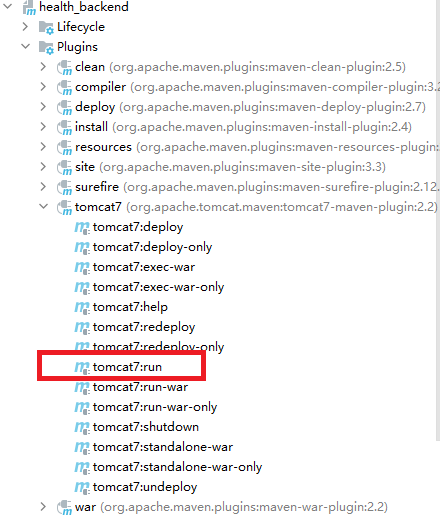 health_backend
Lifecycle
Plugins
clean (org.apache.maven.plugins:maven-clean-plugin:2.5)
compiler (org.apache.maven.plugins:maven-compiler-plugin:3.2
deploy (org.apache.maven.plugins:maven-deploy-plugin:2.7)
install (org.apache.maven.plugins:maven-install-plugin:2.4)
resources (org.apache.maven.plugins:maven-resources-plugin:
site (org.apache.maven.plugins:maven-site-plugin:3.3)
surefire (org.apache.maven.plugins:maven-surefire-plugin:2.12.
tomcat7 (org.apache.tomcat.maven:tomcat7-maven-plugin:2.2)
tomcat7:deploy
tomcat7:deploy-only
tomcat7:exec-war
tomcat7:exec-war-only
tomcat7:help
tomcat7:redeploy
tomcat7:redeploy-only
tomcat7:run
tomcat7:run-war
tomcat7:run-war-only
tomcat7:shutdown
tomcat7:standalone-war
tomcat7:standalone-war-only
tomcat7:undeploy
war (org.apache.maven.plugins:maven-war-plugin:2.2)